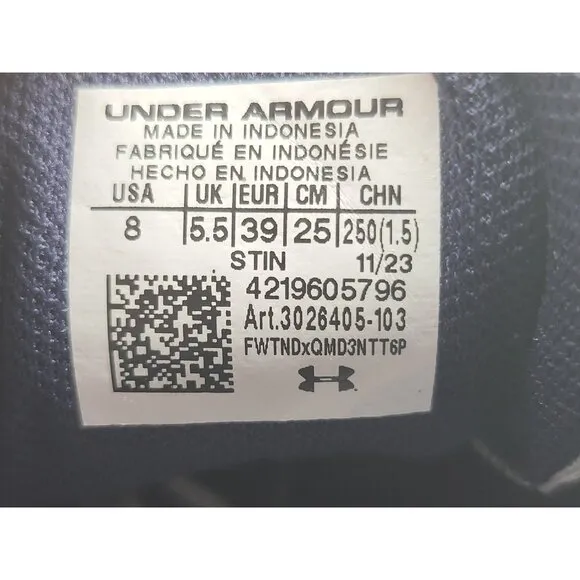 UNDER ARMOUR
MADE IN INDONESIA
FABRIQUÉ EN INDONÉSIE
HECHO EN INDONESIA
USA UK EUR CM CHN
8 5.5 39 25 250(1.5)
STIN 11/23
4219605796
Art.3026405-103
FWTNDxQMD3NTT6P